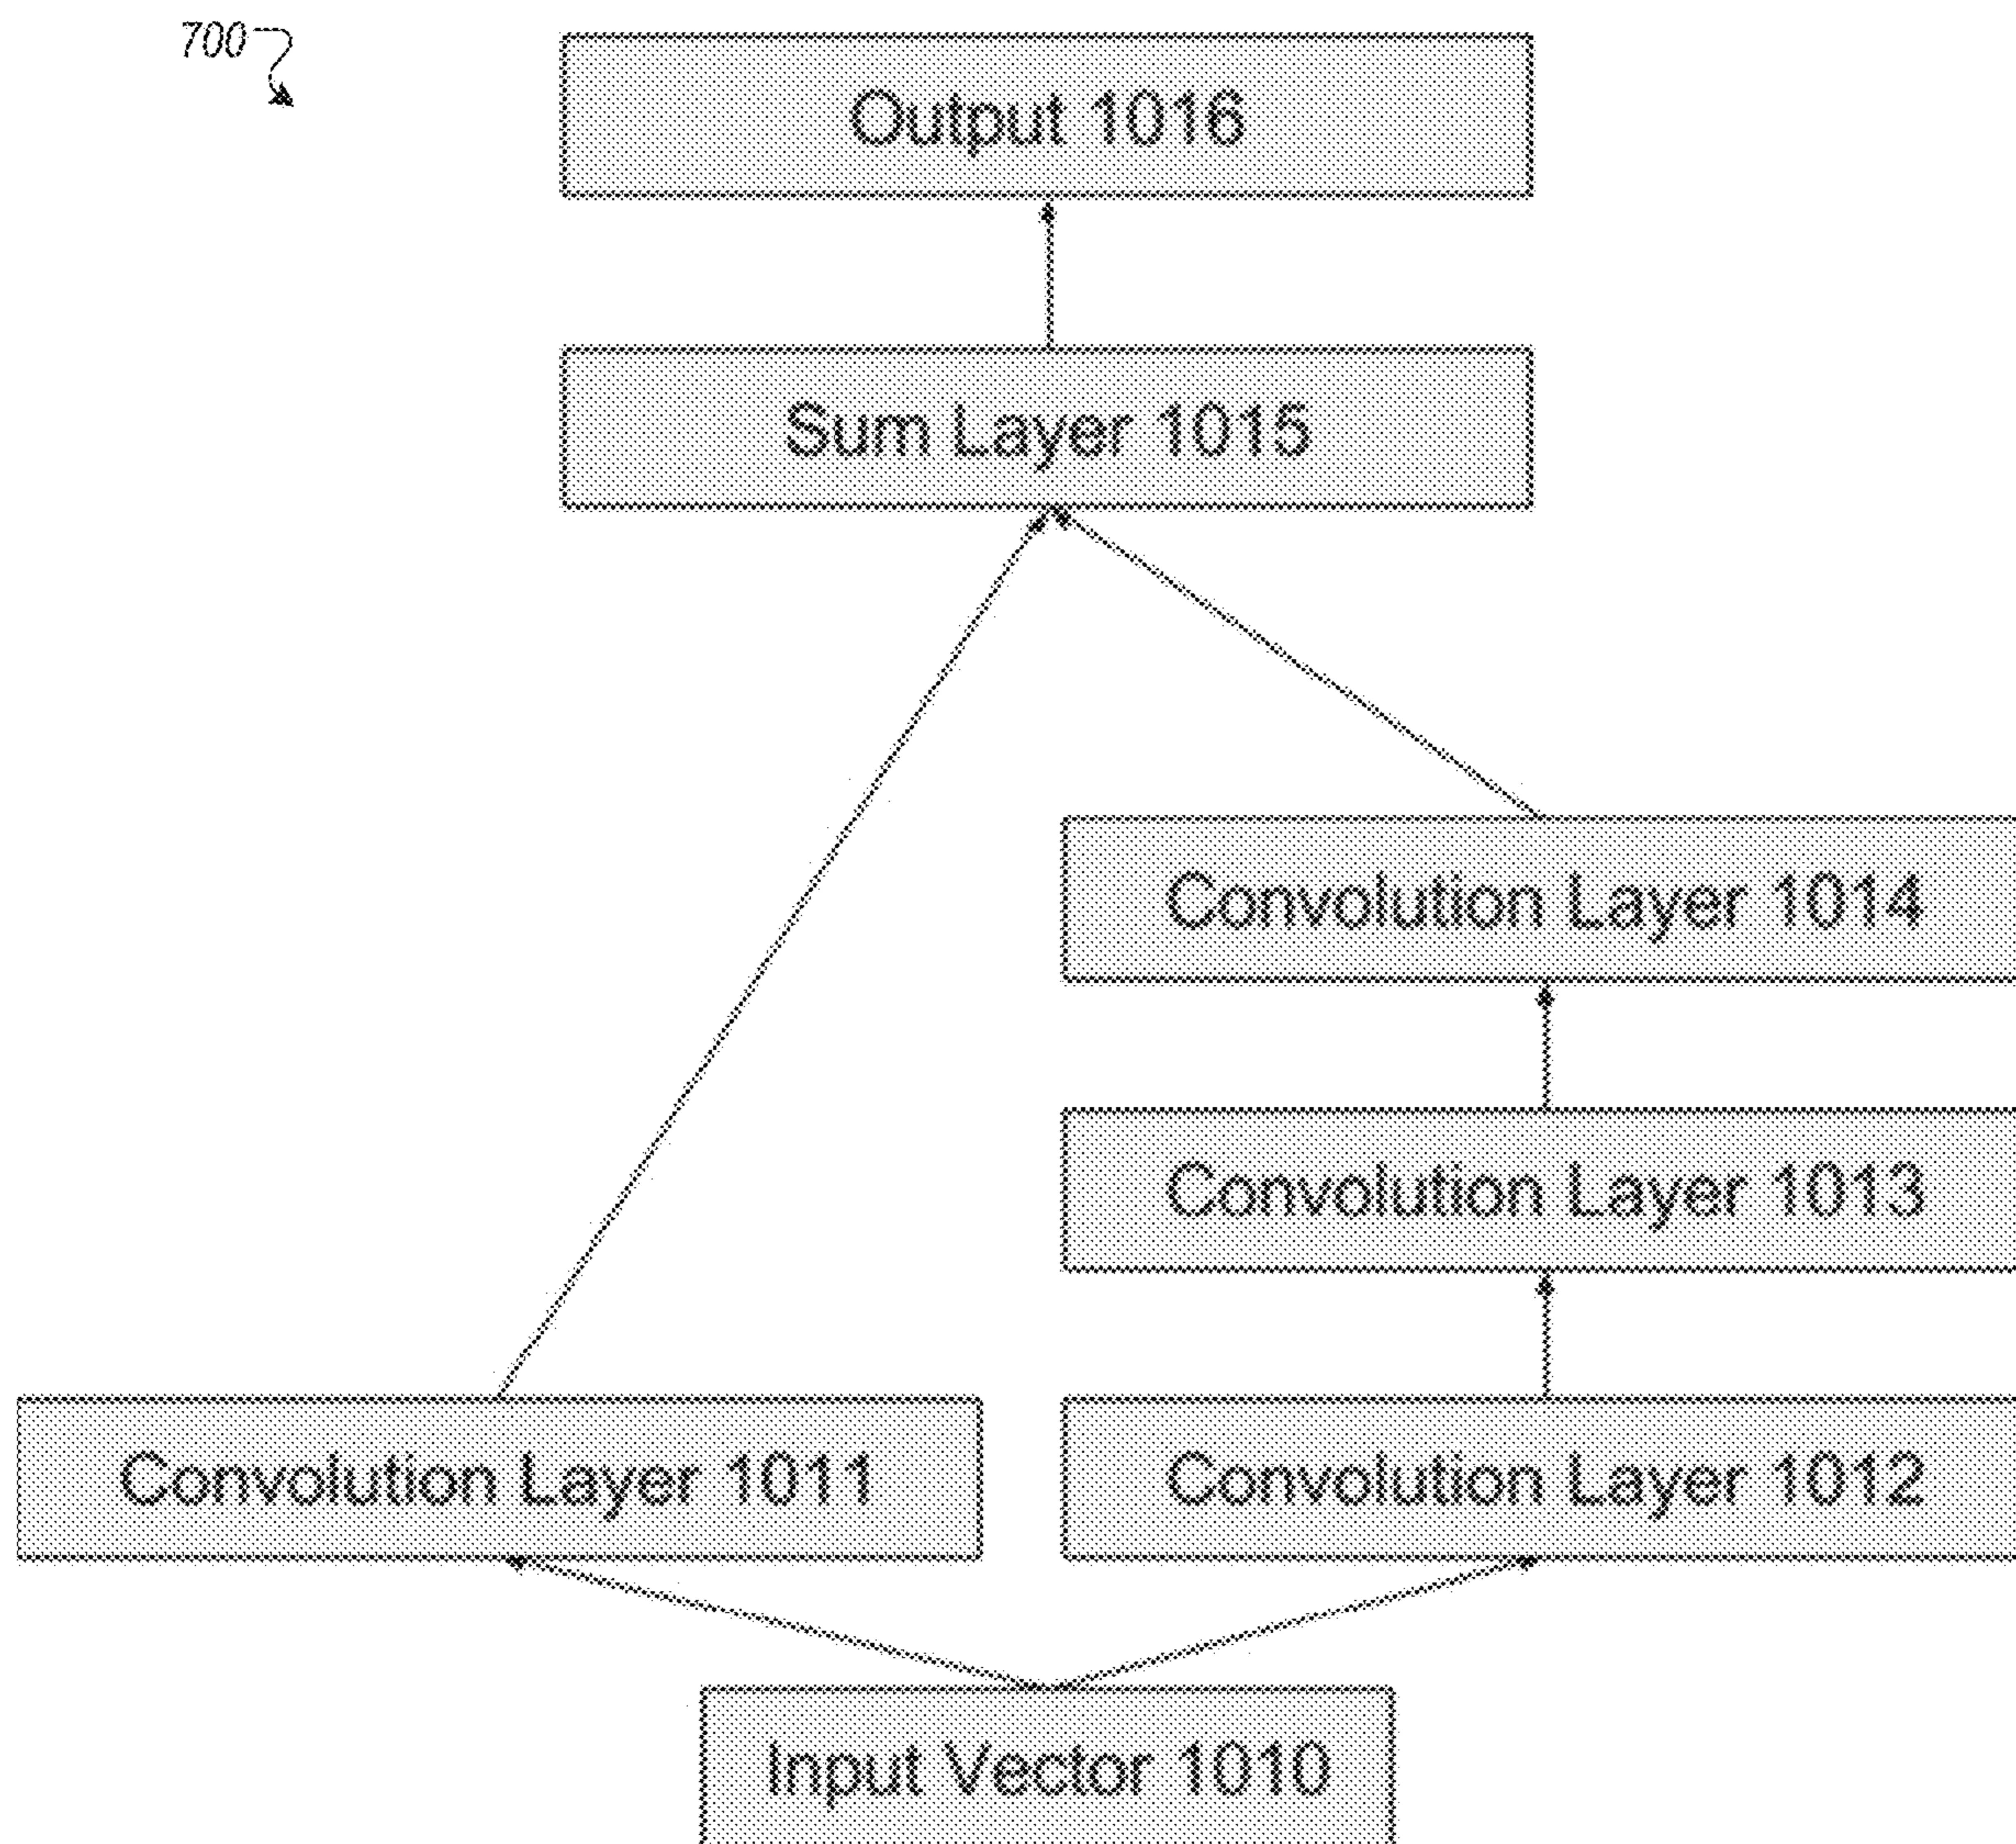 700
Output 1016
Sum Layer 1015
Convolution Layer 1014
Convolution Layer 1013
Convolution Layer 1011
Convolution Layer 1012
Input Vector 1010